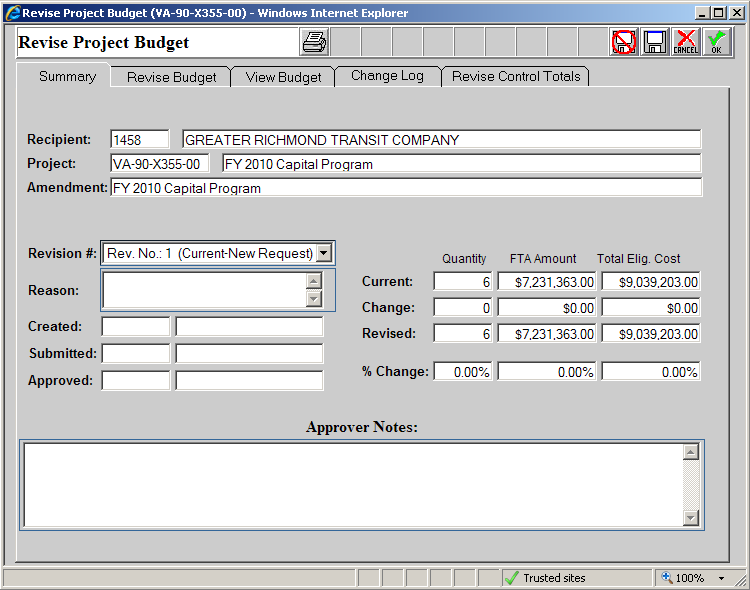 Revise Project Budget (VA-90-X355-00) - Windows Internet Explorer
Revise Project Budget
CANCEL OK
Summary Revise Budget View Budget Change Log Revise Control Totals
Recipient: 1458 GREATER RICHMOND TRANSIT COMPANY
Project: VA-90-X355-00 FY 2010 Capital Program
Amendment: FY 2010 Capital Program
Revision #: Rev. No.: 1 (Current-New Request)
Reason:
Created:
Submitted:
Approved:
Quantity FTA Amount Total Elig. Cost
Current: 6 $7,231,363.00 $9,039,203.00
Change: 0 $0.00 $0.00
Revised: 6 $7,231,363.00 $9,039,203.00
% Change: 0.00% 0.00% 0.00%
Approver Notes:
Trusted sites 100%